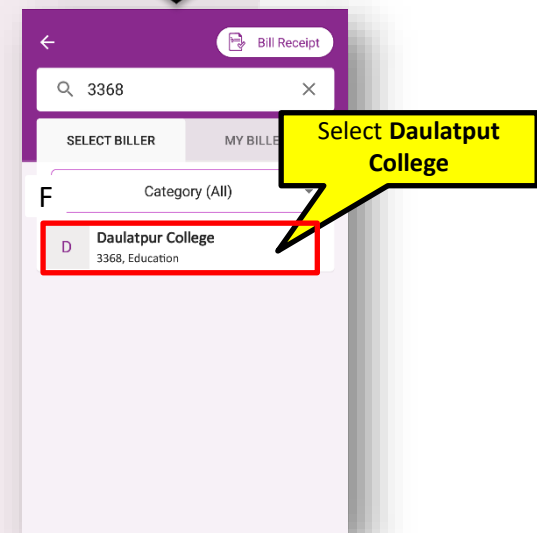 Bill Receipt
3368
SELECT BILLER
MY BILLE
Select Daulatput
College
F
Category (All)
D
Daulatpur College
3368, Education